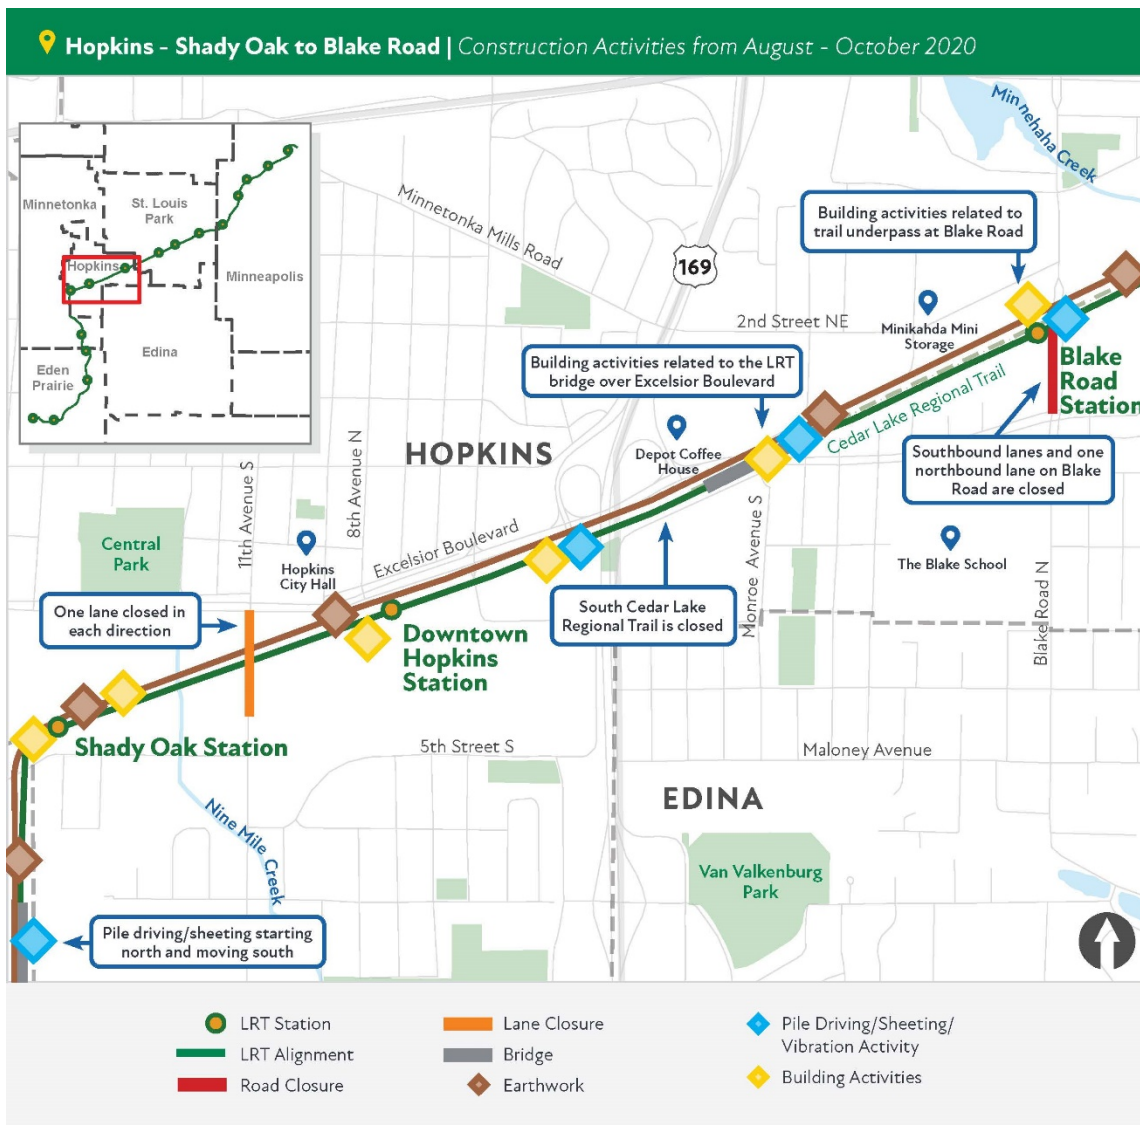 Hopkins - Shady Oak to Blake Road | Construction Activities from August - October 2020
Minnehaha Creek
Minnetonka
St. Louis
Park
Hopkins
Minneapolis
Edina
Eden
Prairie
Minnetonka Mills Road
169
Building activities related to
trail underpass at Blake Road
2nd Street NE
Minikahda Mini
Storage
Building activities related to the LRT
bridge over Excelsior Boulevard
Blake
Road
Station
Cedar Lake Regional Trail
HOPKINS
Depot Coffee
House
Southbound lanes and one
northbound lane on Blake
Road are closed
11th Avenue S
8th Avenue N
Central
Park
Hopkins
City Hall
Excelsior Boulevard
Monroe Avenue S
The Blake School
Blake Road N
One lane closed in
each direction
South Cedar Lake
Regional Trail is closed
Downtown
Hopkins
Station
Shady Oak Station
5th Street S
Maloney Avenue
EDINA
Nine Mile Creek
Van Valkenburg
Park
Pile driving/sheeting starting
north and moving south
LRT Station
LRT Alignment
Road Closure
Lane Closure
Bridge
Earthwork
Pile Driving/Sheeting/
Vibration Activity
Building Activities